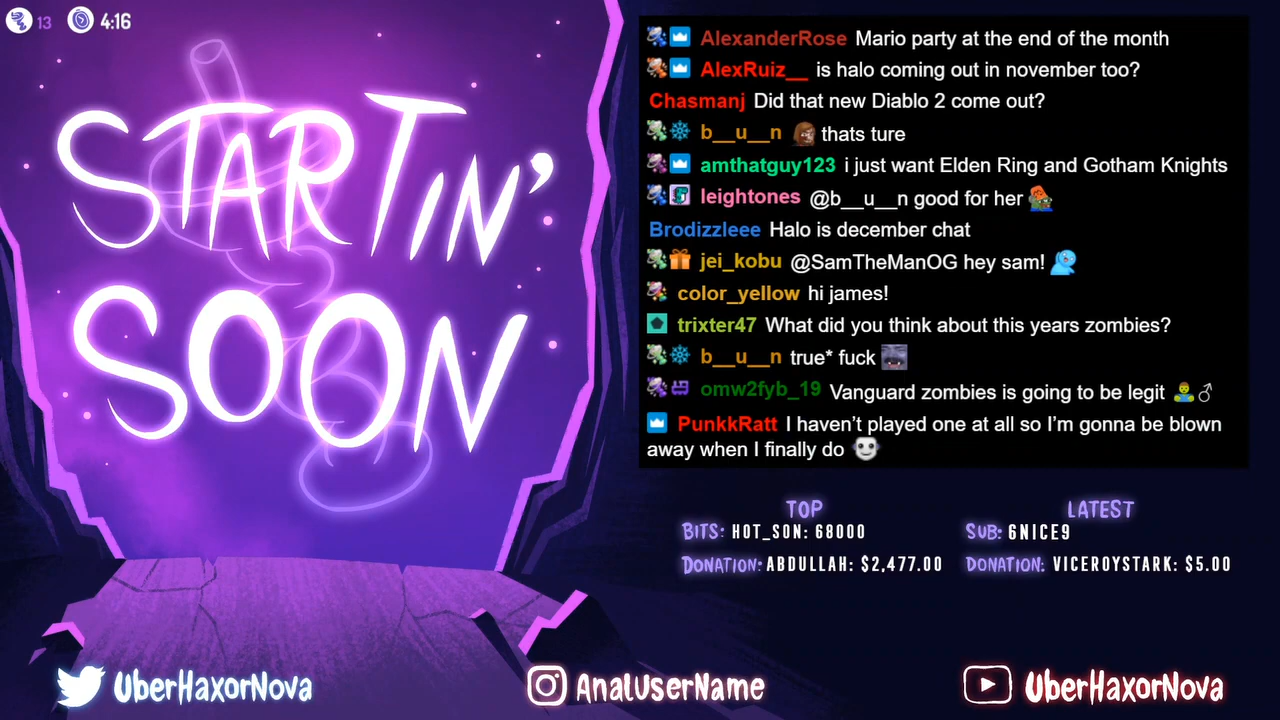 13 4:16
STARTIN'
SOON
AlexanderRose Mario party at the end of the month
AlexRuiz__ is halo coming out in november too?
Chasmanj Did that new Diablo 2 come out?
b__u__n thats ture
amthatguy123 i just want Elden Ring and Gotham Knights
leightones @b__u__n good for her
Brodizzleee Halo is december chat
jei_kobu @SamTheManOG hey sam!
color_yellow hi james!
trixter47 What did you think about this years zombies?
b__u__n true* fuck
omw2fyb_19 Vanguard zombies is going to be legit 🧟‍♂️♂
PunkkRatt I haven't played one at all so I'm gonna be blown
away when I finally do
TOP
BITS: HOT_SON: 68000
DONATION: ABDULLAH: $2,477.00
LATEST
SUB: 6NICE9
DONATION: VICEROYSTARK: $5.00
UberHaxorNova
AnalUserName
UberHaxorNova